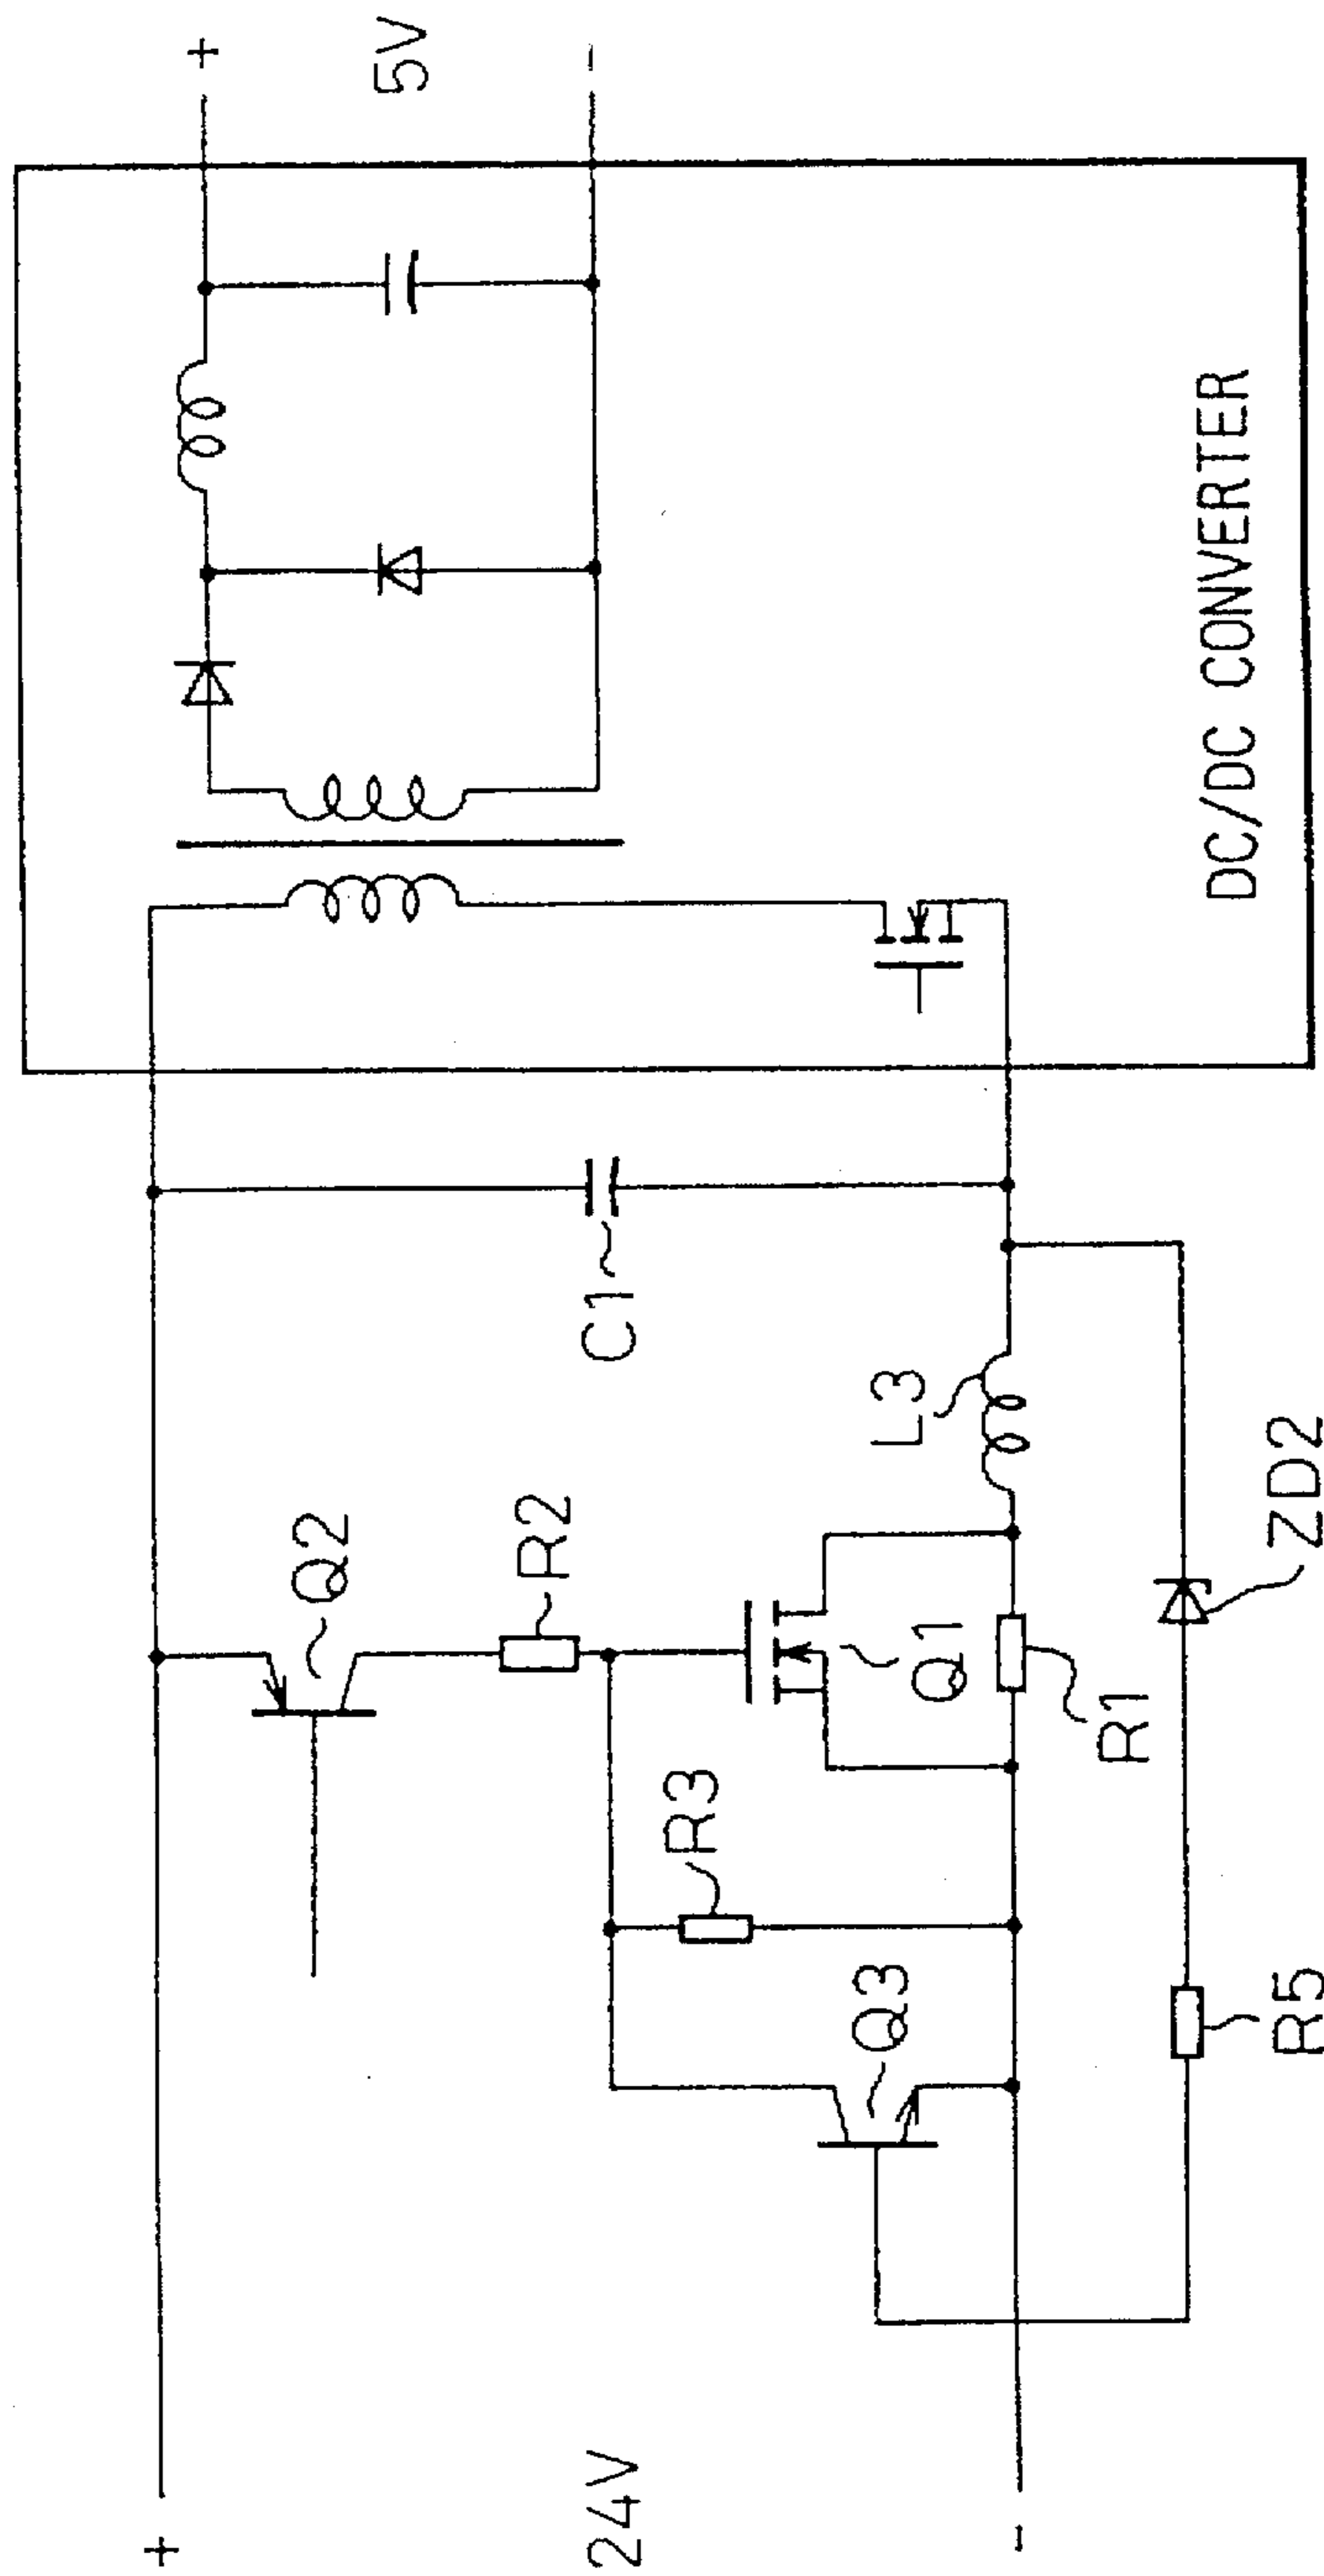 +
5V
-
DC/DC CONVERTER
Q2
R2
C1
L3
Q1
R3
R1
Q3
ZD2
R5
+
24V
-